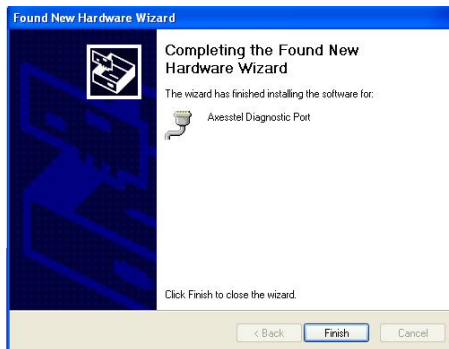 Found New Hardware Wizard
Completing the Found New
Hardware Wizard
The wizard has finished installing the software for:
Axesstel Diagnostic Port
Click Finish to close the wizard.
< Back
Finish
Cancel